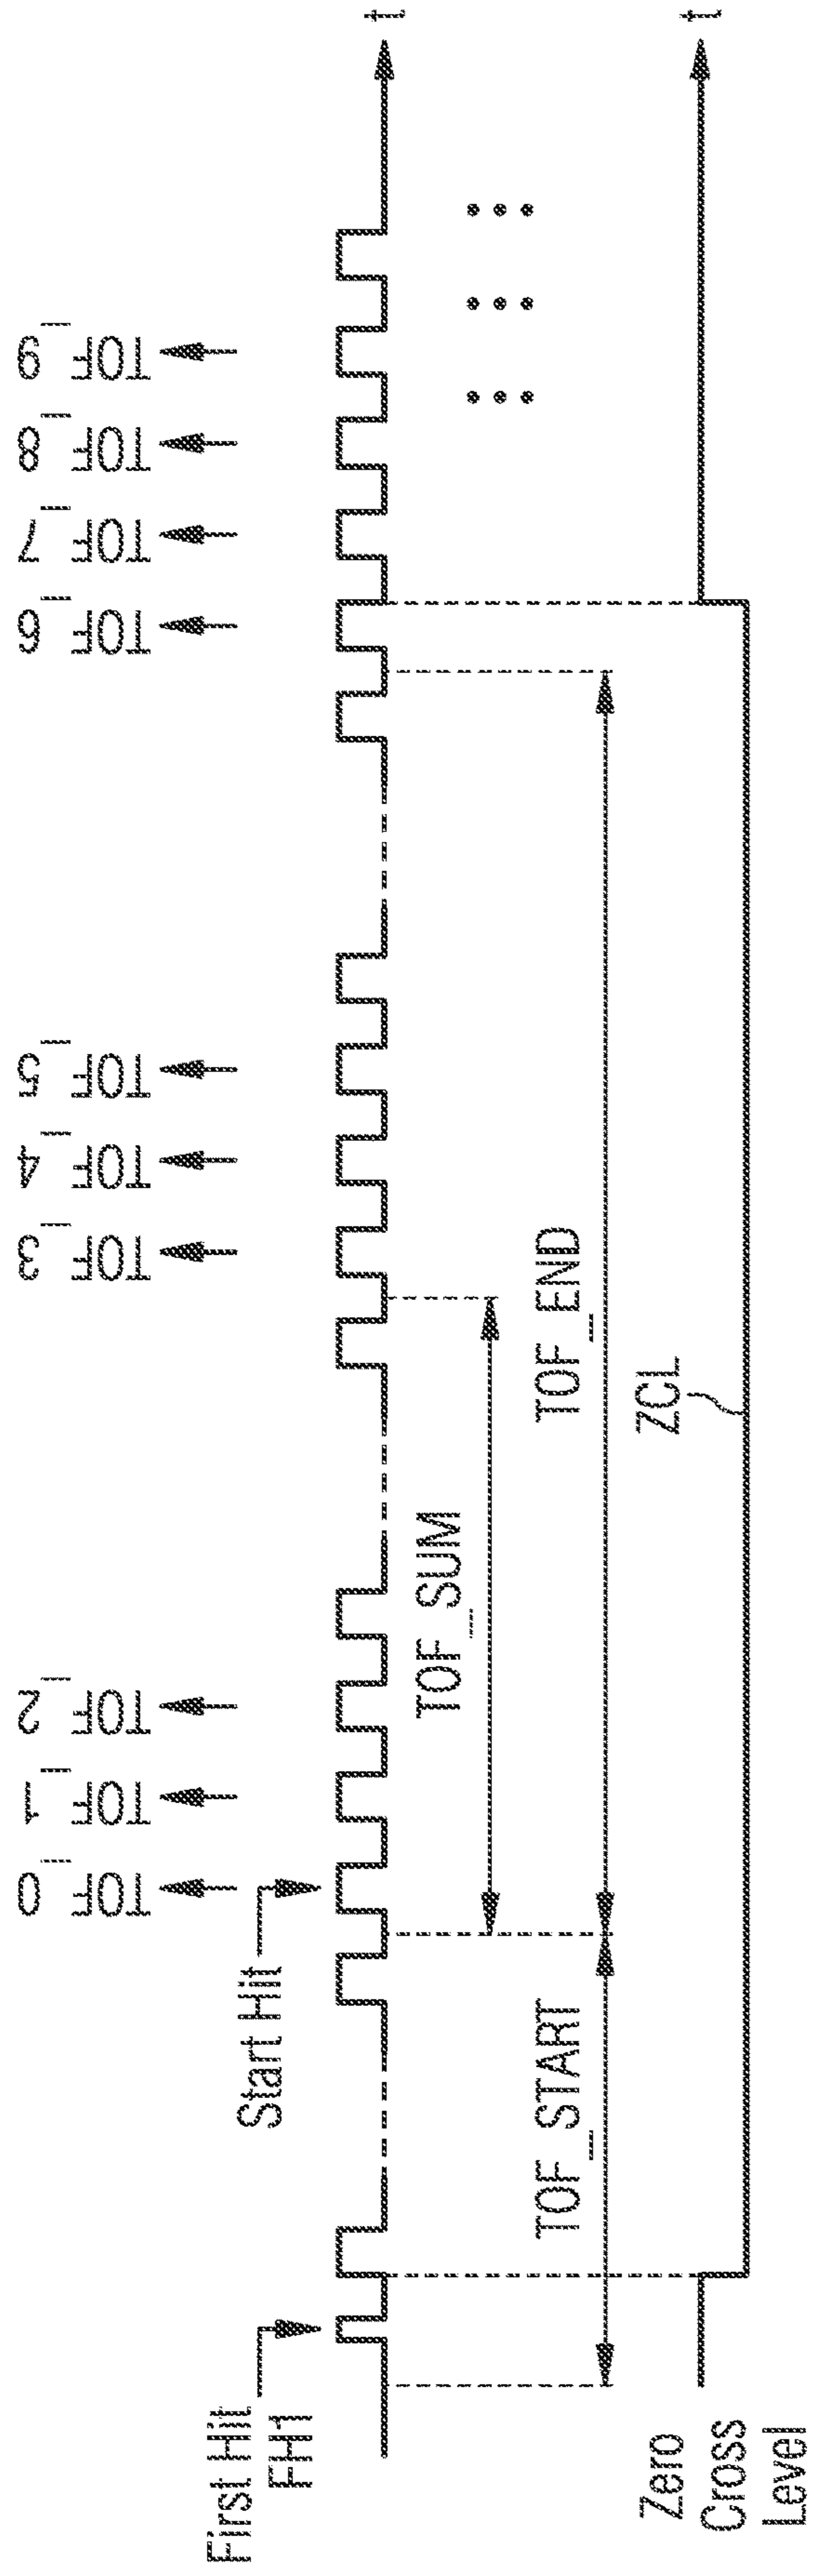 TOF_0
TOF_1
TOF_2
TOF_3
TOF_4
TOF_5
TOF_6
TOF_7
TOF_8
TOF_9
First Hit
FH1
Start Hit
t
TOF_SUM
TOF_START
TOF_END
ZCL
Zero
Cross
Level
t